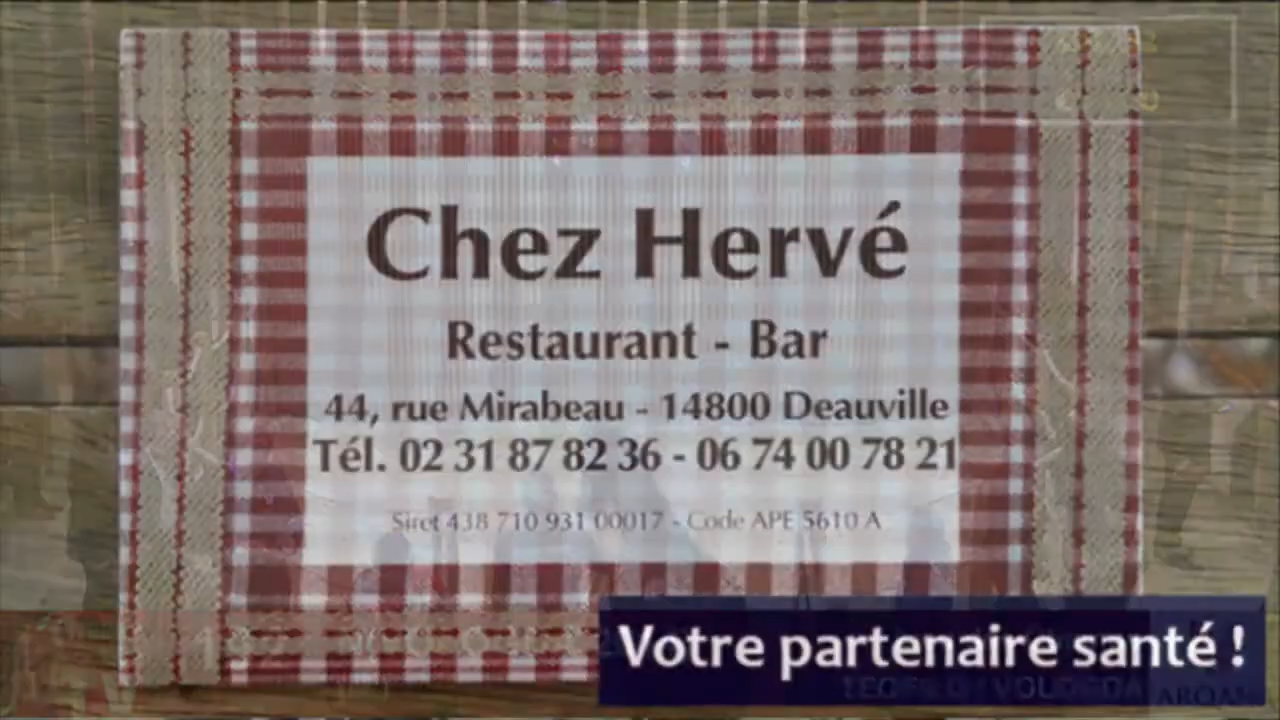 Chez Hervé
Restaurant - Bar
44, rue Mirabeau - 14800 Deauville
Tél. 02 31 87 82 36 - 06 74 00 78 21
Siret 438 710 931 00017 - Code APE 5610 A
Votre partenaire santé !